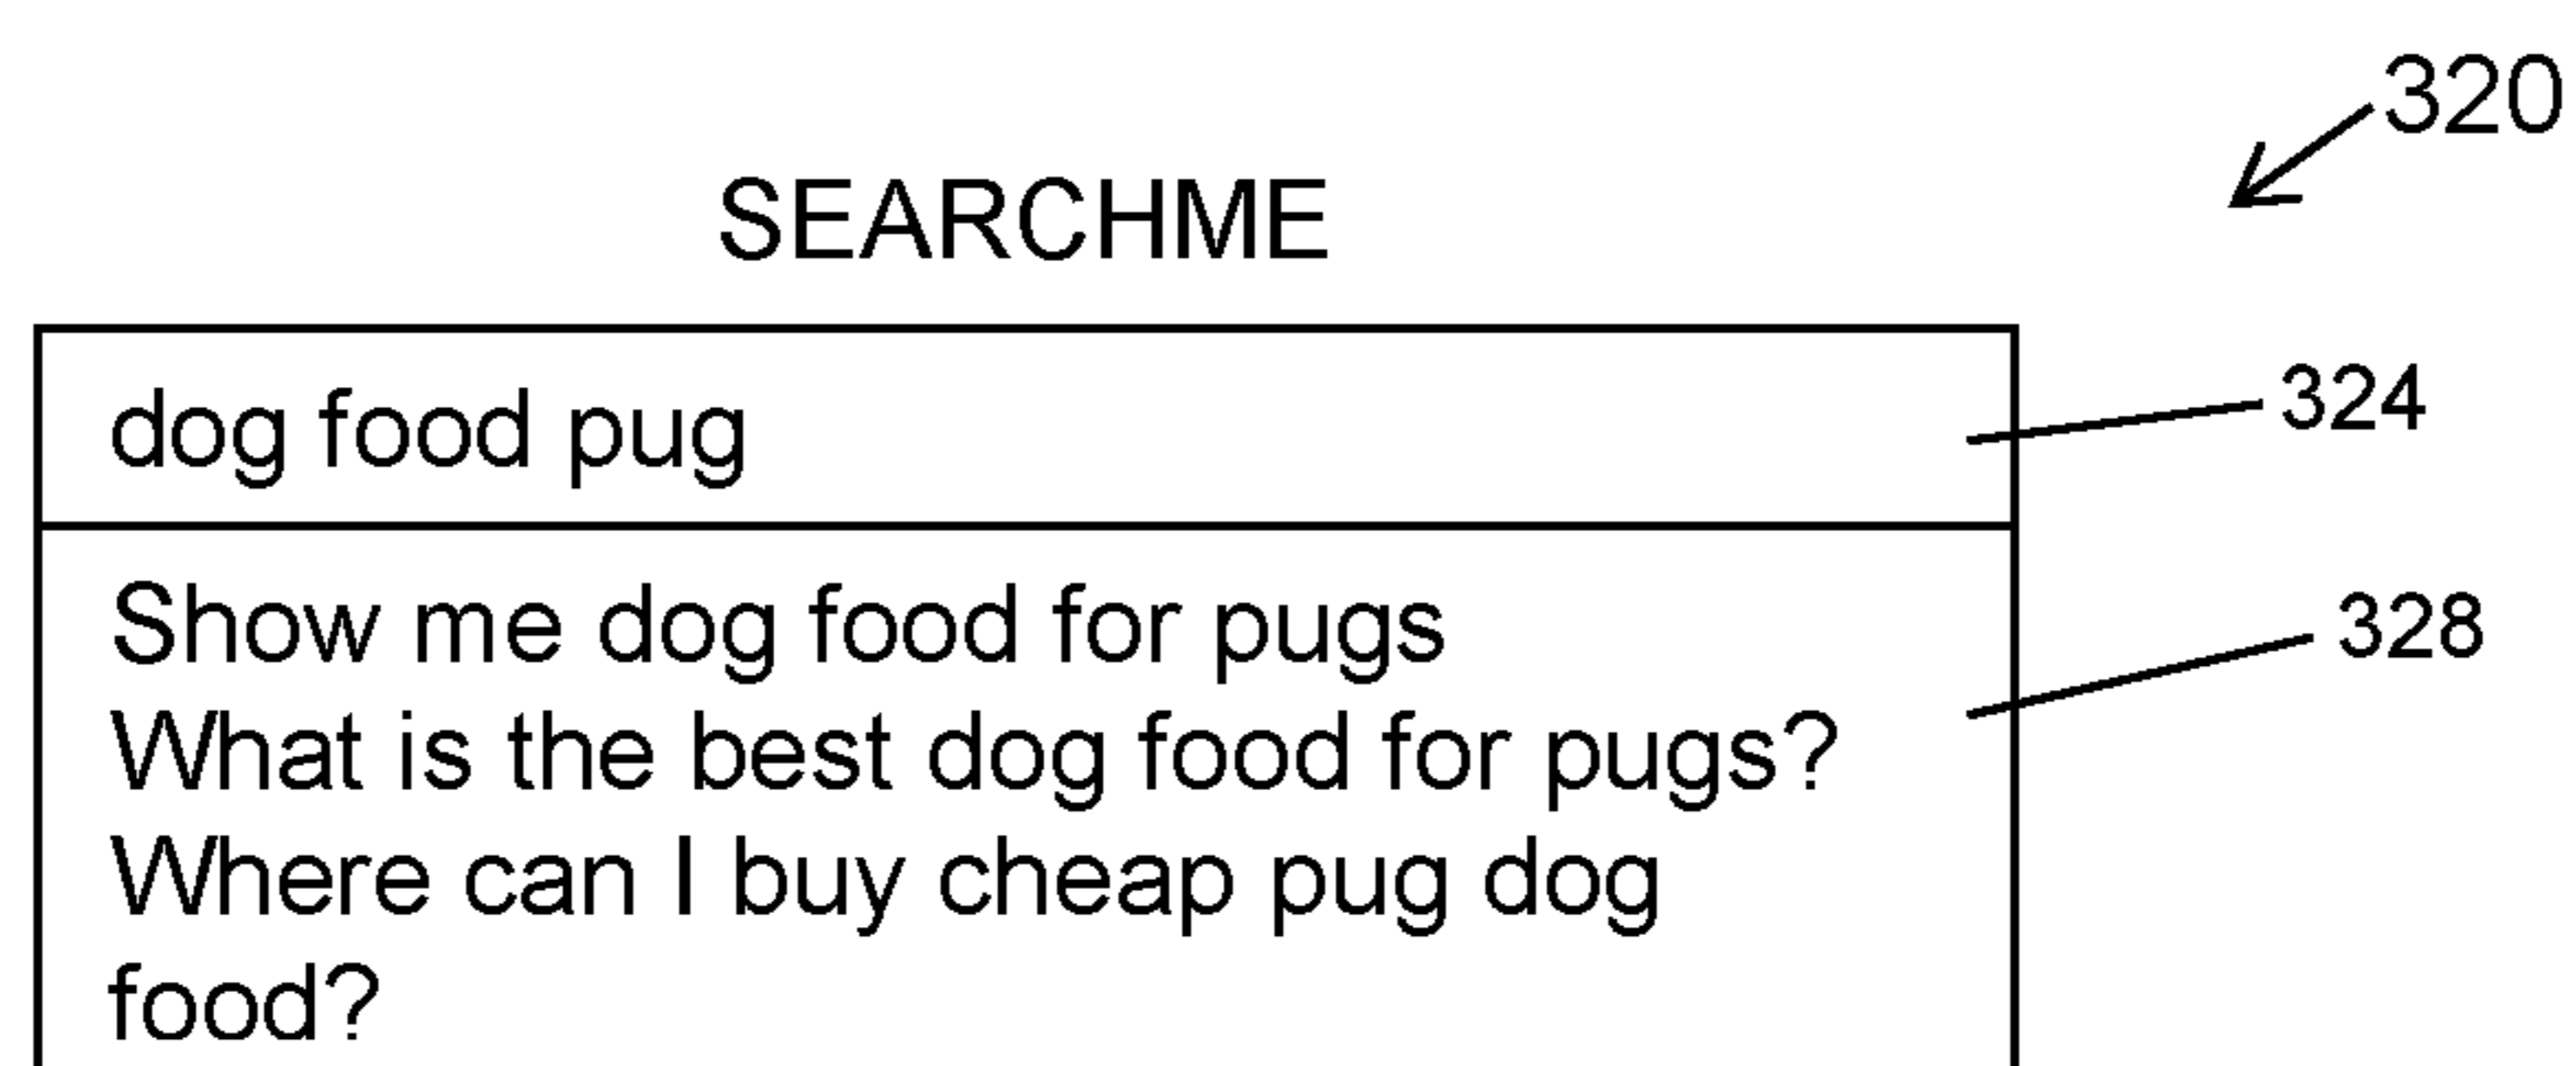 320
SEARCHME
dog food pug
324
Show me dog food for pugs
328
What is the best dog food for pugs?
Where can I buy cheap pug dog
food?